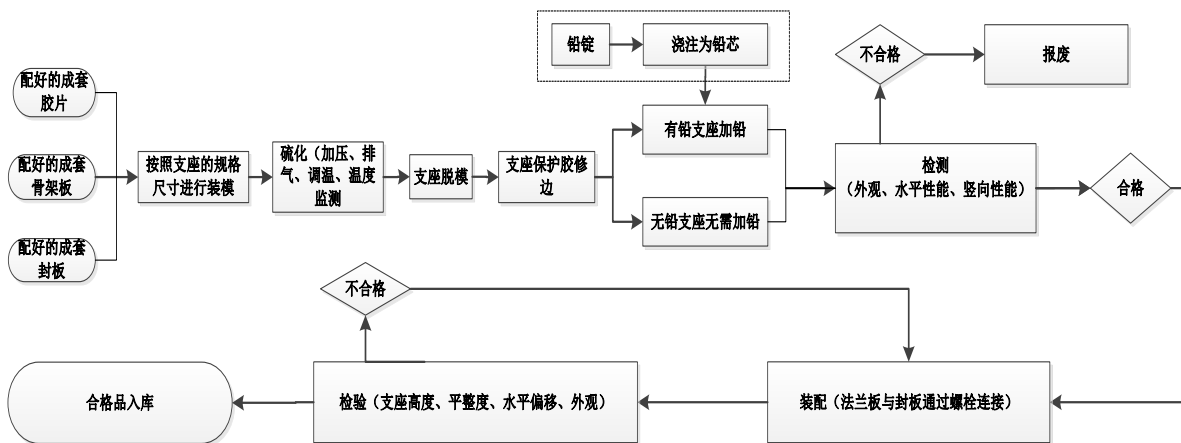 铅锭
浇注为铅芯
不合格
报废
配好的成套
胶片
有铅支座加铅
配好的成套
骨架板
按照支座的规格
尺寸进行装模
硫化（加压、排
气、调温、温度
监测
支座脱模
支座保护胶修
边
检测
（外观、水平性能、竖向性能）
合格
无铅支座无需加铅
配好的成套
封板
不合格
合格品入库
检验（支座高度、平整度、水平偏移、外观）
装配（法兰板与封板通过螺栓连接）